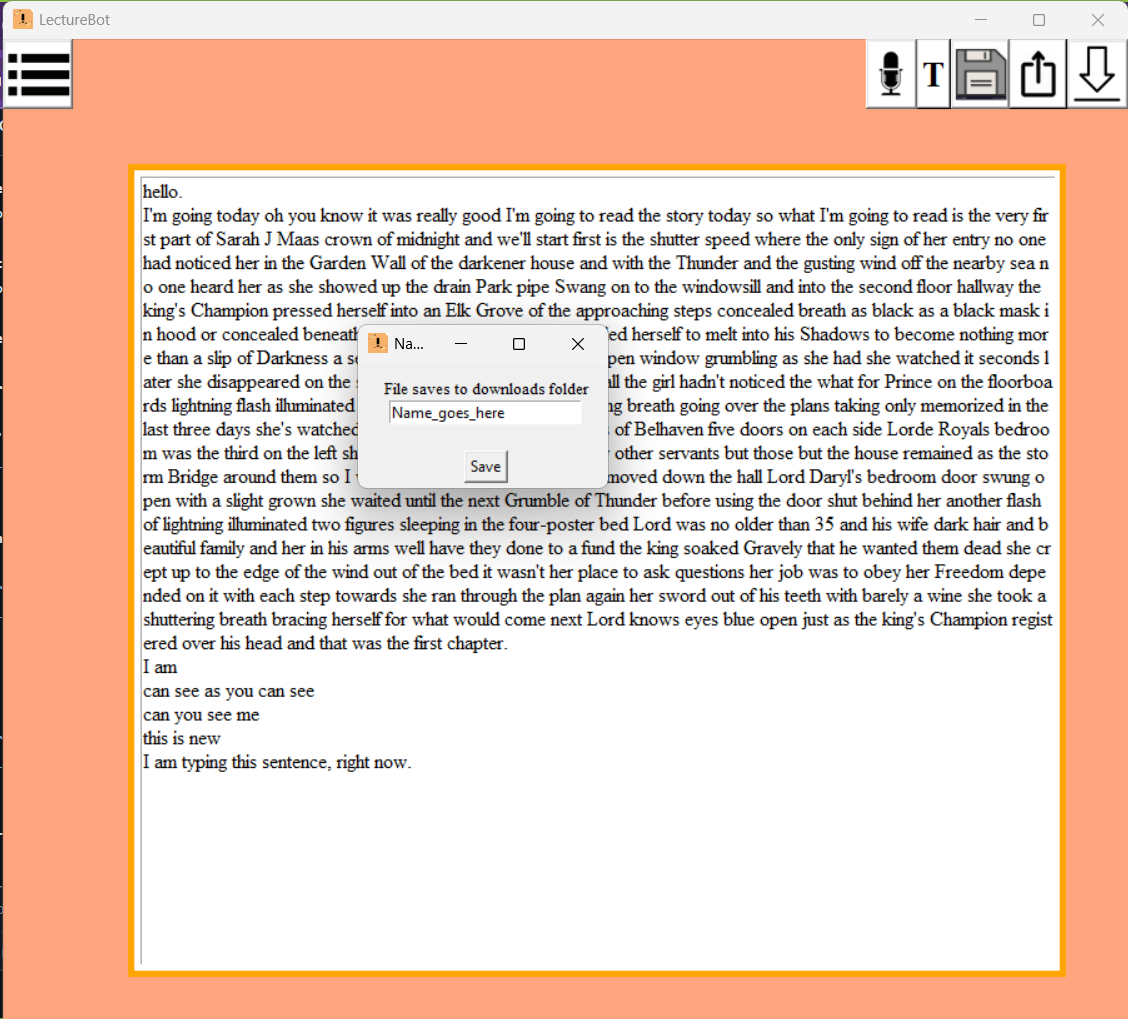 LectureBot
T
hello.
I'm going today oh you know it was really good I'm going to read the story today so what I'm going to read is the very fir
st part of Sarah J Maas crown of midnight and we'll start first is the shutter speed where the only sign of her entry no one
had noticed her in the Garden Wall of the darkener house and with the Thunder and the gusting wind off the nearby sea n
o one heard her as she showed up the drain Park pipe Swang on to the windowsill and into the second floor hallway the
king's Champion pressed herself into an Elk Grove of the approaching steps concealed breath as black as a black mask i
n hood or concealed beneath ed herself to melt into his Shadows to become nothing mor
e than a slip of Darkness a se pen window grumbling as she had she watched it seconds l
ater she disappeared on the all the girl hadn't noticed the what for Prince on the floorboa
rds lightning flash illuminated ng breath going over the plans taking only memorized in the
last three days she's watched of Belhaven five doors on each side Lorde Royals bedroo
m was the third on the left sh other servants but those but the house remained as the sto
rm Bridge around them so I moved down the hall Lord Daryl's bedroom door swung o
pen with a slight grown she waited until the next Grumble of Thunder before using the door shut behind her another flash
of lightning illuminated two figures sleeping in the four-poster bed Lord was no older than 35 and his wife dark hair and b
eautiful family and her in his arms well have they done to a fund the king soaked Gravely that he wanted them dead she cr
ept up to the edge of the wind out of the bed it wasn't her place to ask questions her job was to obey her Freedom depe
nded on it with each step towards she ran through the plan again her sword out of his teeth with barely a wine she took a
shuttering breath bracing herself for what would come next Lord knows eyes blue open just as the king's Champion regist
ered over his head and that was the first chapter.
I am
can see as you can see
can you see me
this is new
I am typing this sentence, right now.
Na...
File saves to downloads folder
Name_goes_here
Save